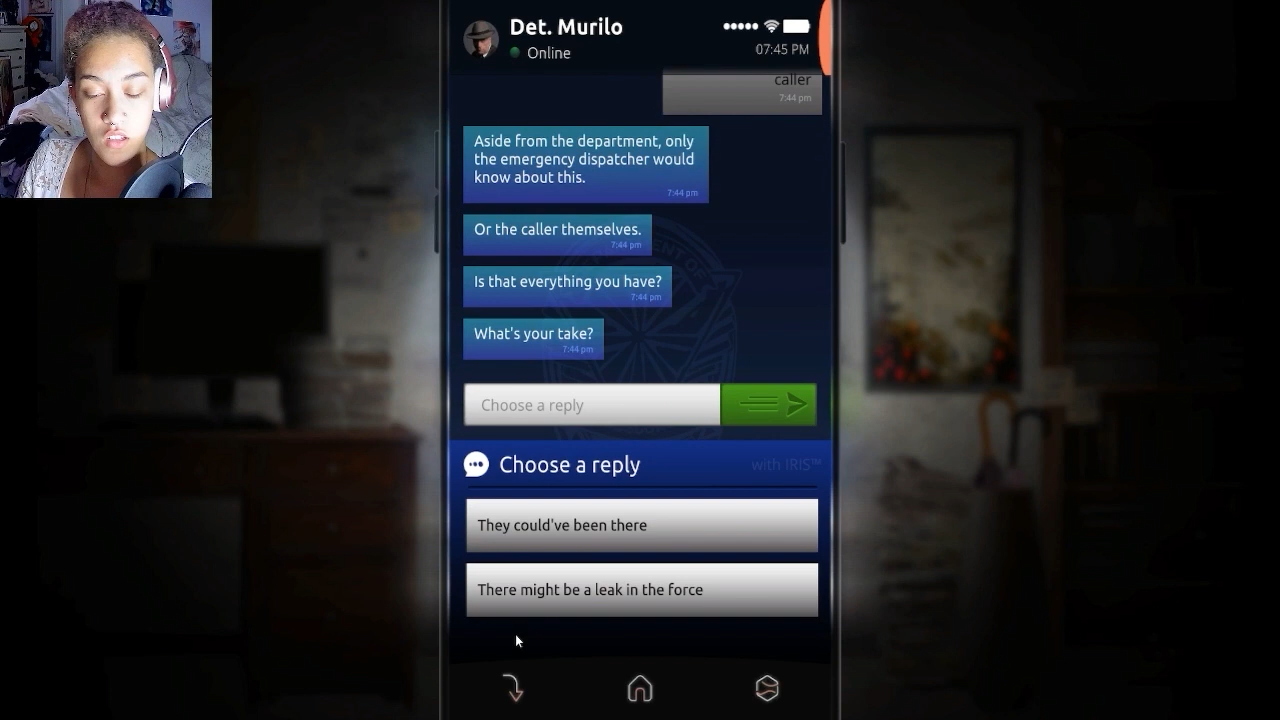 Det. Murilo
Online
07:45 PM
caller
7:44 pm
Aside from the department, only
the emergency dispatcher would
know about this.
7:44 pm
Or the caller themselves.
7:44 pm
Is that everything you have?
7:44 pm
What's your take?
7:44 pm
Choose a reply
Choose a reply
with IRIS™
They could've been there
There might be a leak in the force